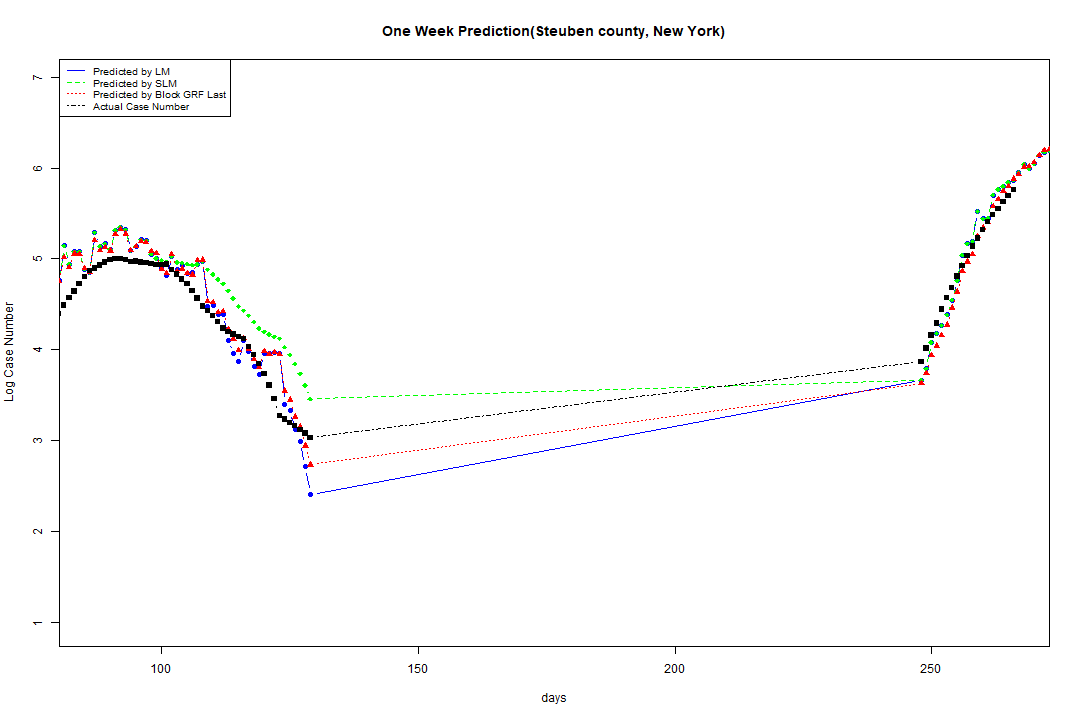 One Week Prediction(Steuben county, New York)
Predicted by LM
Predicted by SLM
Predicted by Block GRF Last
Actual Case Number
7
6
5
4
3
2
1
Log Case Number
100
150
200
250
days